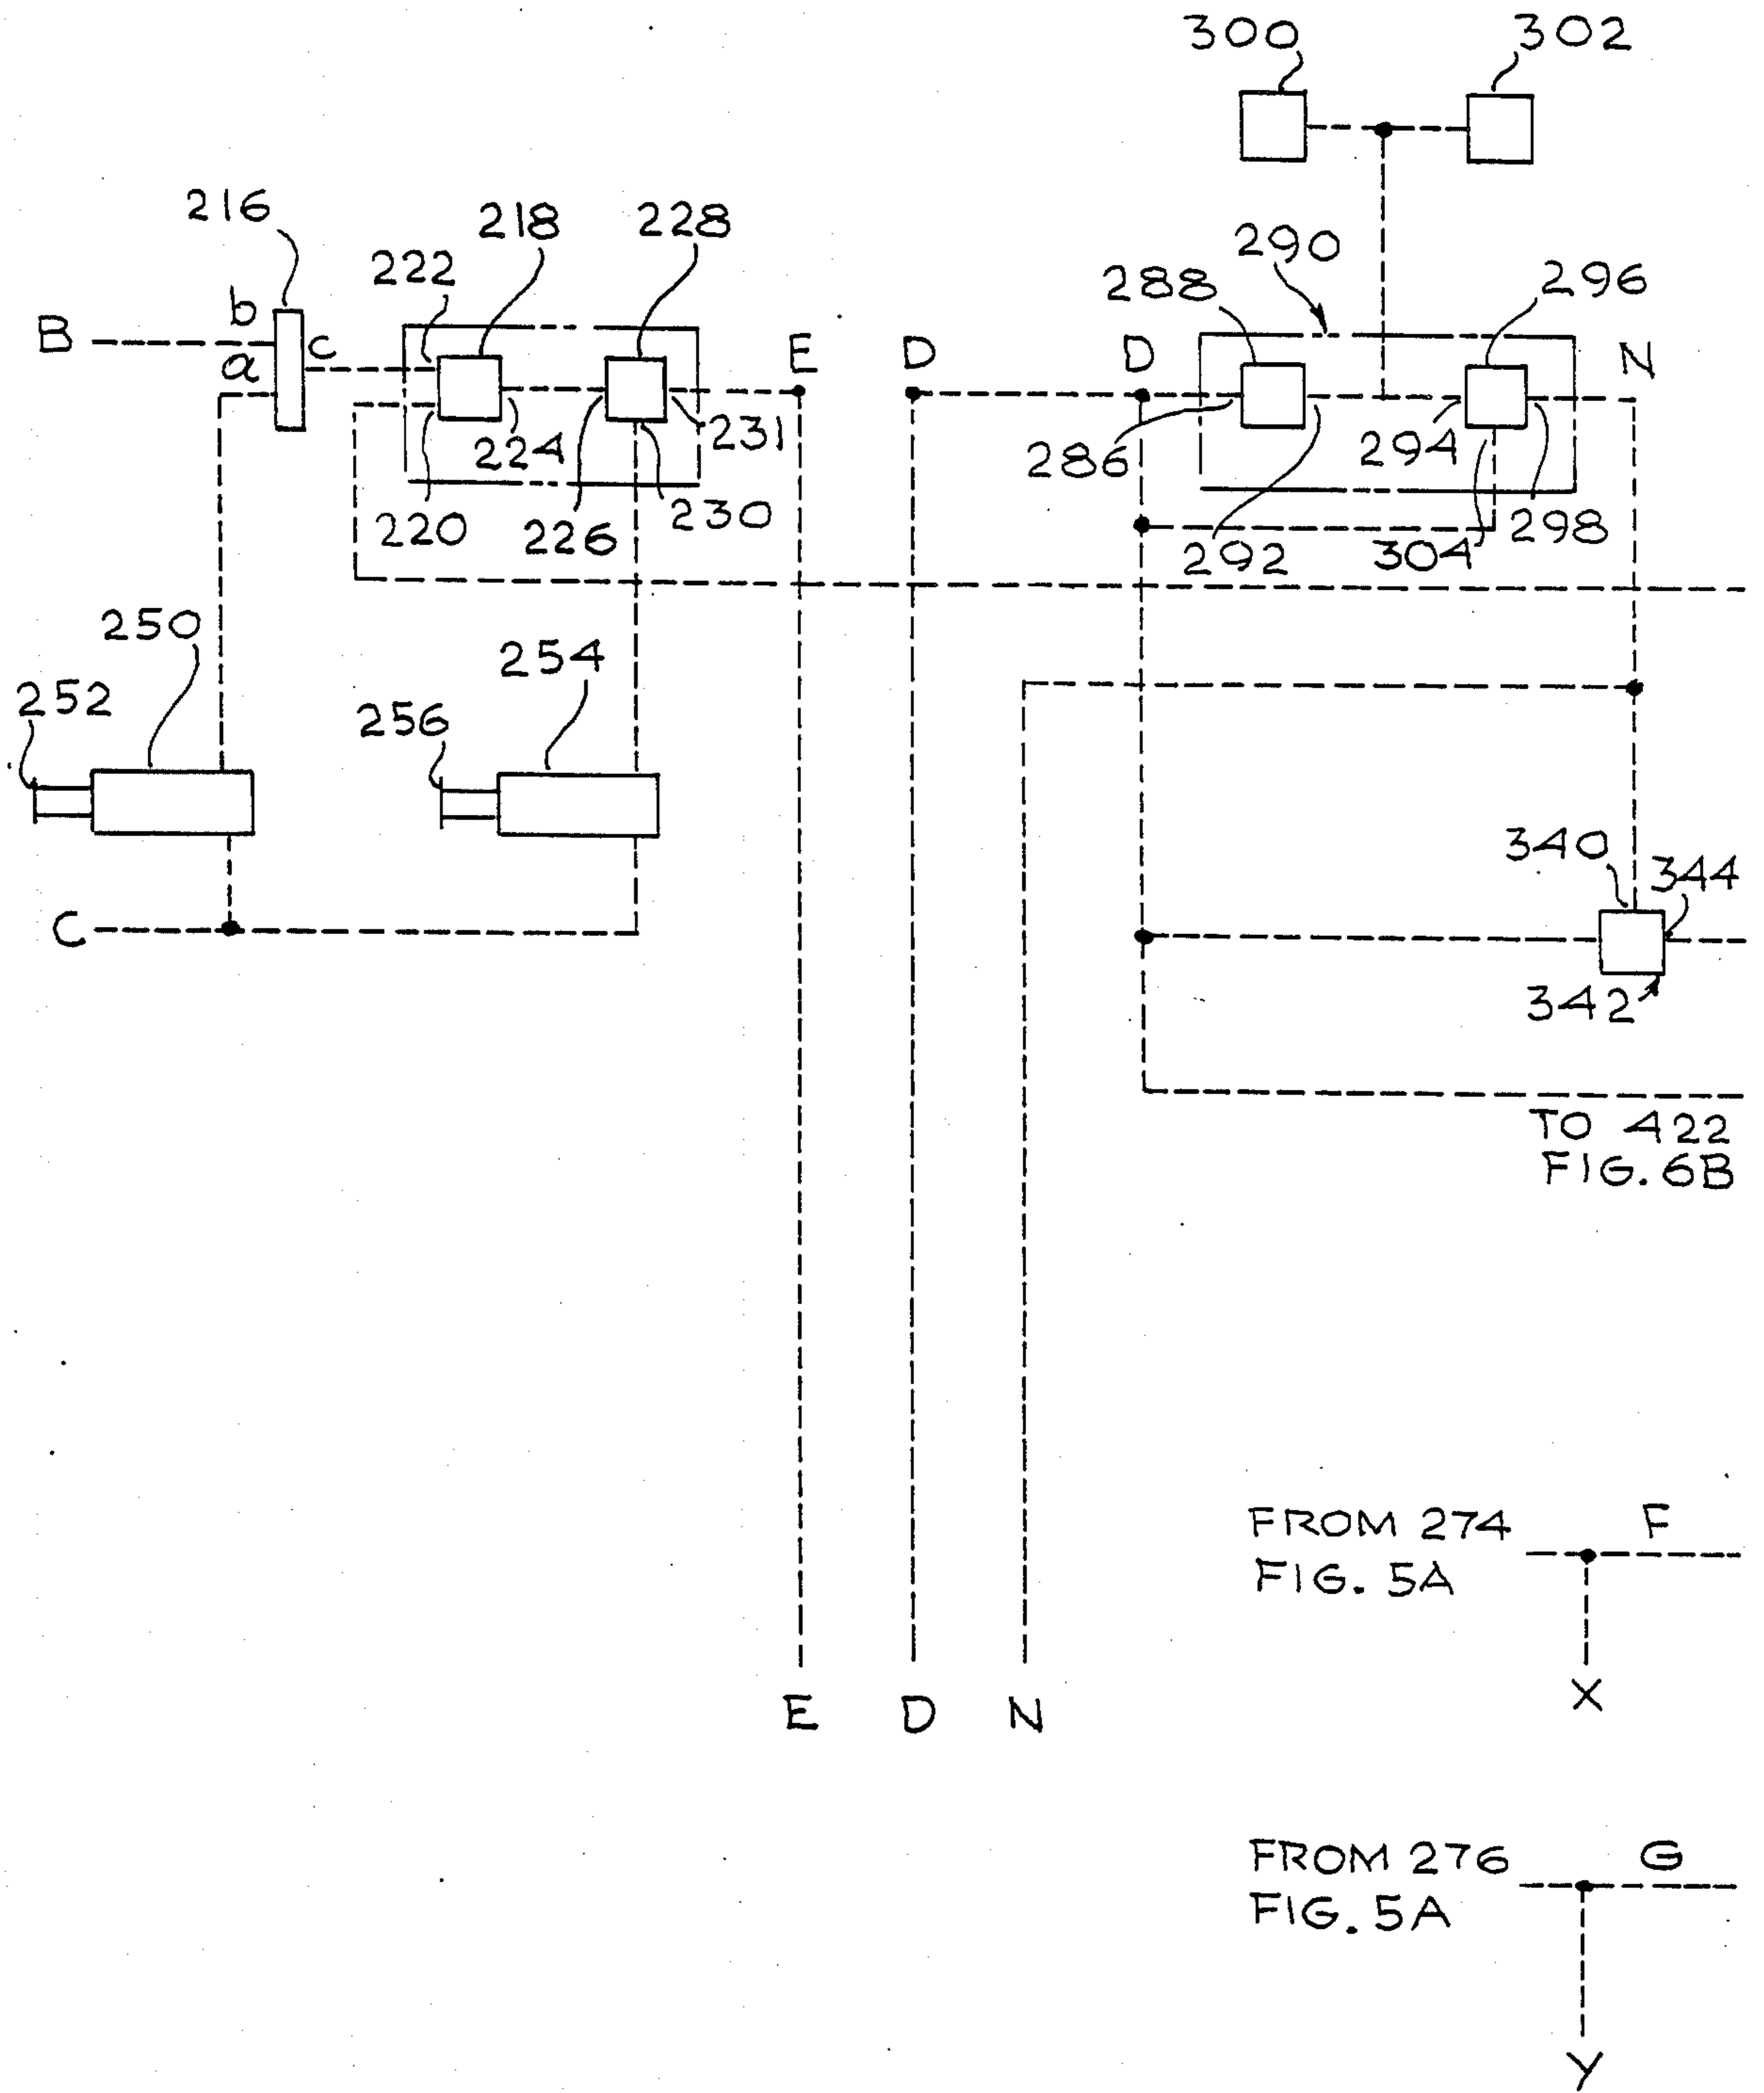 300
302
216
218
228
290
222
288
296
B
b
c
a
E
D
D
N
224
231
286
294
220
226
230
292
304
298
250
254
252
256
340
344
C
342
TO 422
FIG. 6B
FROM 274
F
FIG. 5A
X
E
D
N
FROM 276
G
FIG. 5A
Y